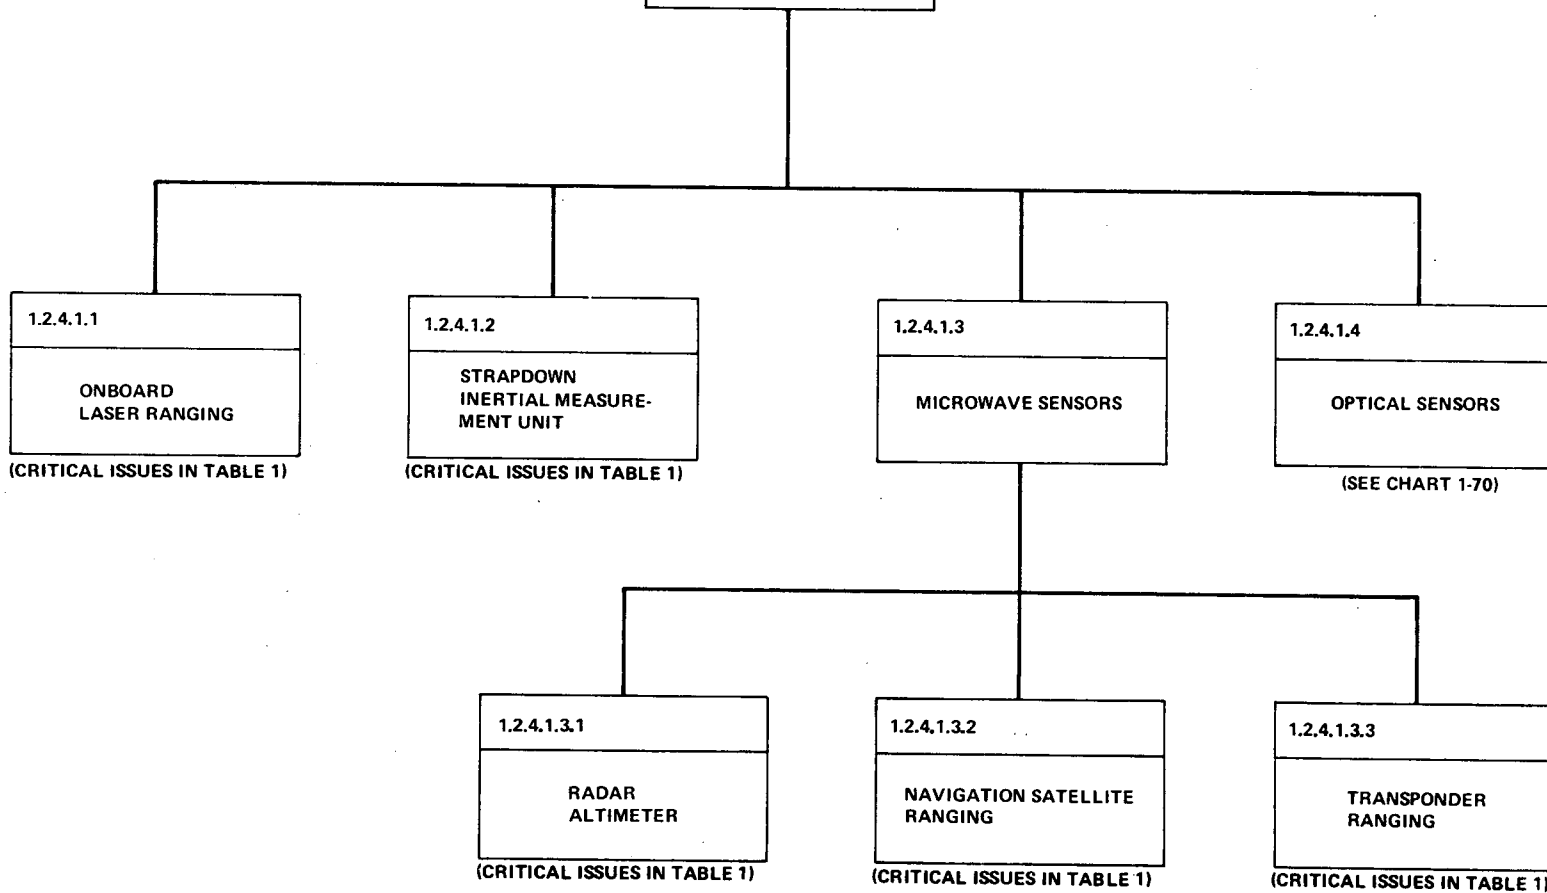 1.2.4.1.1
ONBOARD
LASER RANGING
(CRITICAL ISSUES IN TABLE 1)
1.2.4.1.2
STRAPDOWN
INERTIAL MEASURE-
MENT UNIT
(CRITICAL ISSUES IN TABLE 1)
1.2.4.1.3
MICROWAVE SENSORS
1.2.4.1.4
OPTICAL SENSORS
(SEE CHART 1-70)
1.2.4.1.3.1
RADAR
ALTIMETER
(CRITICAL ISSUES IN TABLE 1)
1.2.4.1.3.2
NAVIGATION SATELLITE
RANGING
(CRITICAL ISSUES IN TABLE 1)
1.2.4.1.3.3
TRANSPONDER
RANGING
(CRITICAL ISSUES IN TABLE 1)